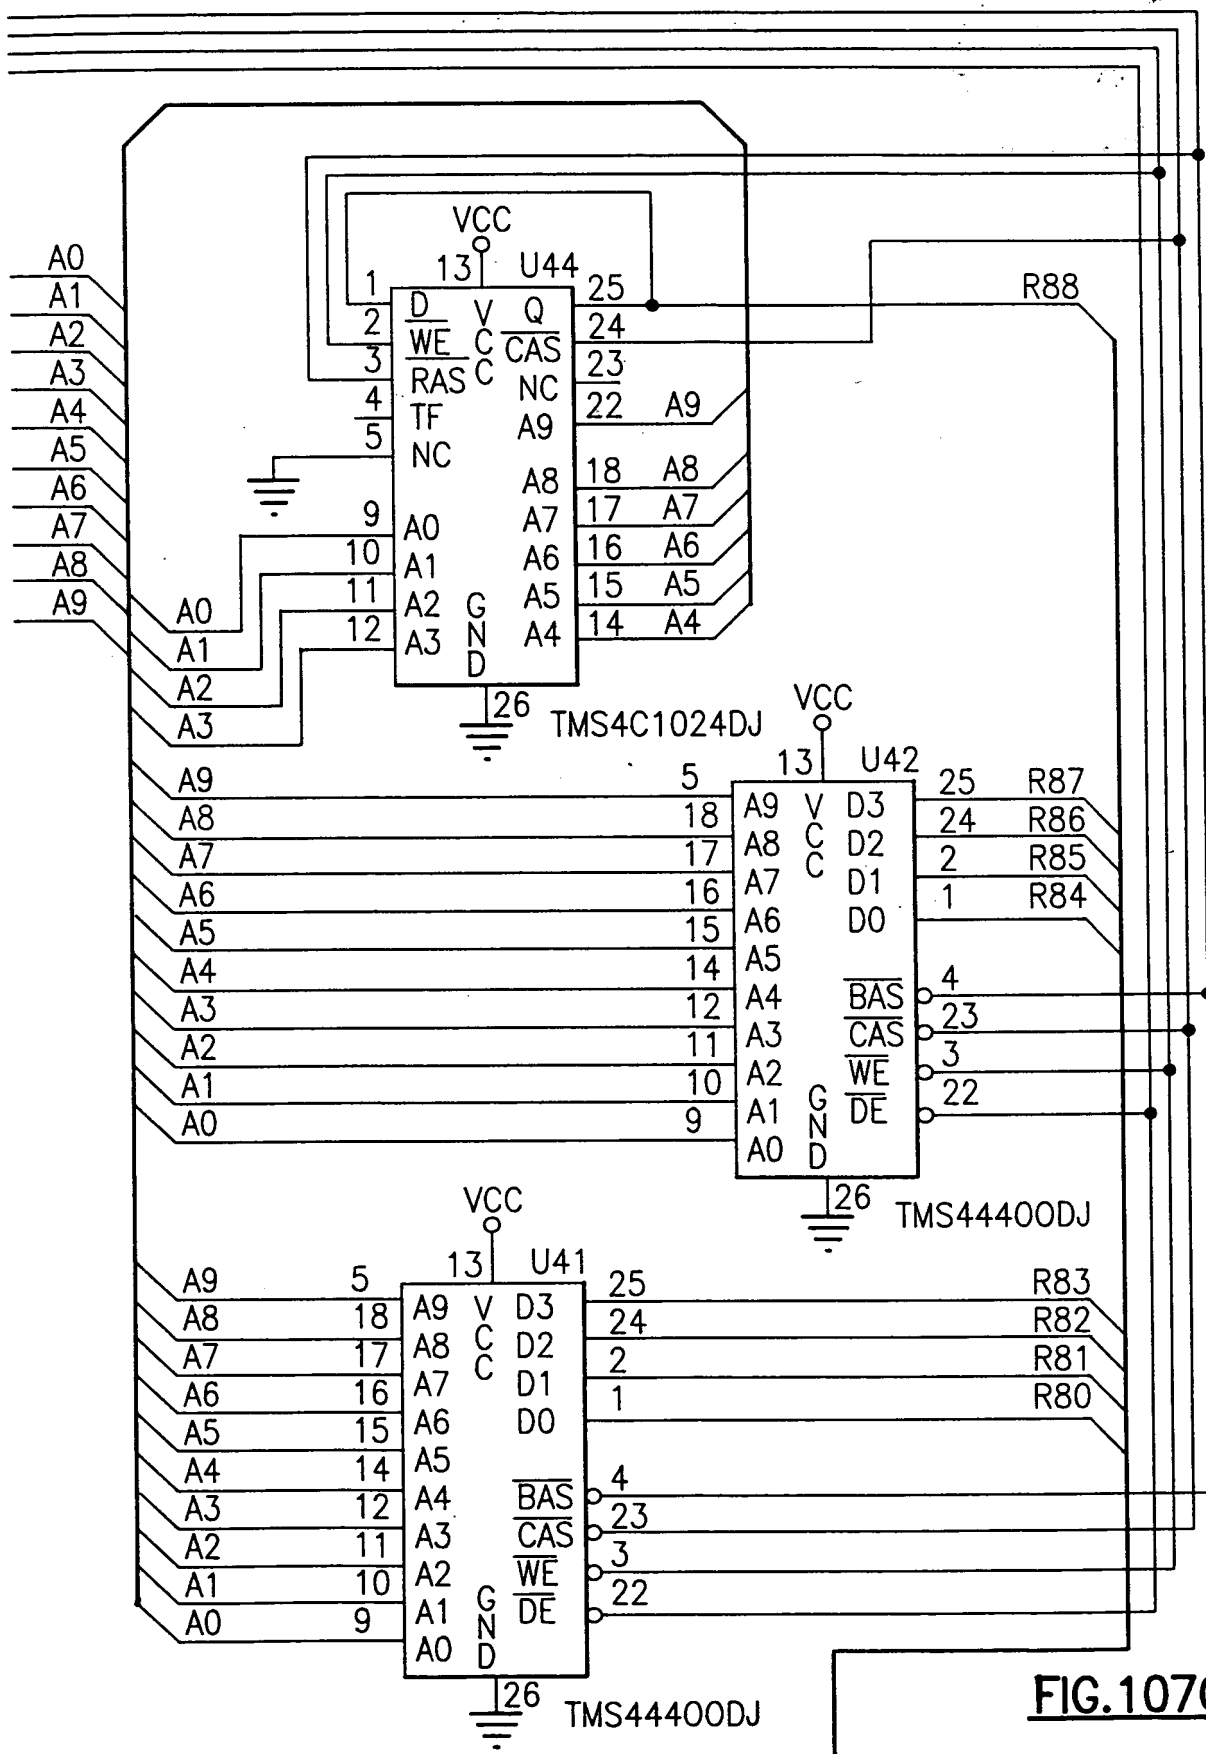 VCC
13 U44
A0
A1
A2
A3
A4
A5
A6
A7
A8
A9
1 D V Q 25 R88
2 WE C CAS 24
3 RAS C NC 23
4 TF A9 22 A9
5 NC
A8 18 A8
A7 17 A7
A6 16 A6
A5 15 A5
A4 14 A4
A0 9 A0
A1 10 A1
A2 11 A2 G
A3 12 A3 N
D
26
TMS4C1024DJ
VCC
13 U42
A9 5 A9 V D3 25 R87
A8 18 A8 C D2 24 R86
A7 17 A7 C D1 2 R85
A6 16 A6 D0 1 R84
A5 15 A5
A4 14 A4 BAS 4
A3 12 A3 CAS 23
A2 11 A2 WE 3
A1 10 A1 G DE 22
A0 9 A0 N
D
26
TMS44400DJ
VCC
13 U41
A9 5 A9 V D3 25 R83
A8 18 A8 C D2 24 R82
A7 17 A7 C D1 2 R81
A6 16 A6 D0 1 R80
A5 15 A5
A4 14 A4 BAS 4
A3 12 A3 CAS 23
A2 11 A2 WE 3
A1 10 A1 G DE 22
A0 9 A0 N
D
26
TMS44400DJ